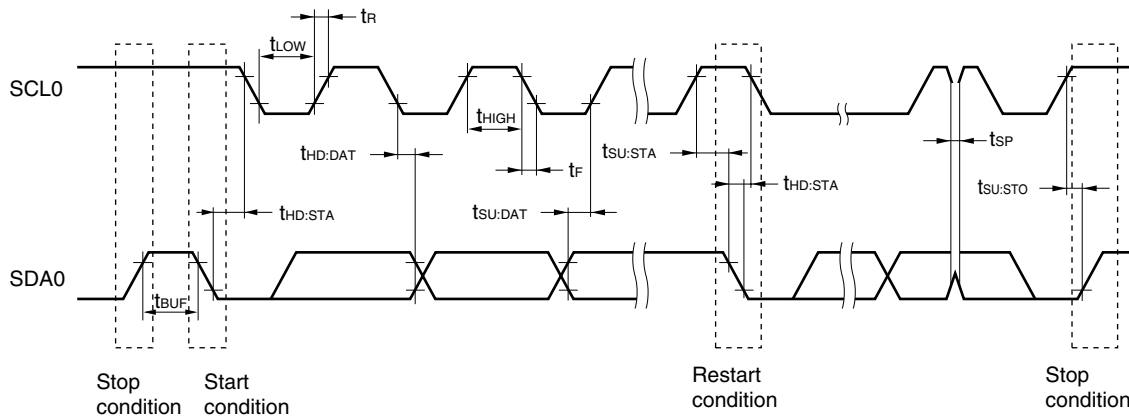 tR
tLOW
SCL0
tHIGH
tSP
tHD:DAT
tSU:STA
tF
tHD:STA
tSU:STO
tHD:STA
tSU:DAT
SDA0
tBUF
Stop
condition
Start
condition
Restart
condition
Stop
condition